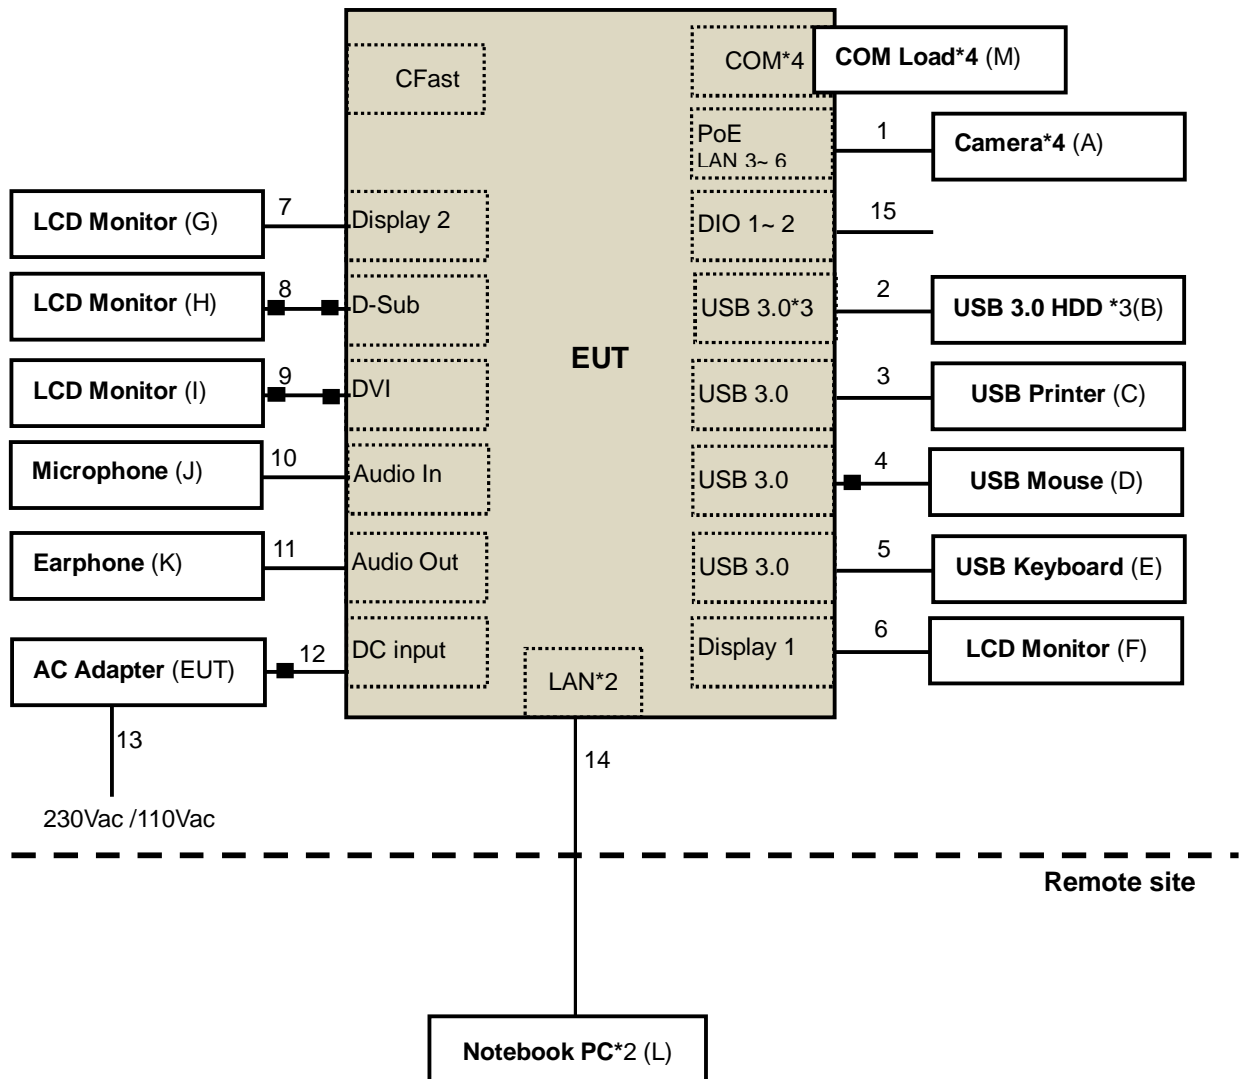 COM*4
COM Load*4 (M)
CFast
PoE
LAN 3~ 6
1
Camera*4 (A)
LCD Monitor (G)
7
Display 2
DIO 1~ 2
15
LCD Monitor (H)
8
D-Sub
USB 3.0*3
2
USB 3.0 HDD *3(B)
EUT
LCD Monitor (I)
9
DVI
USB 3.0
3
USB Printer (C)
Microphone (J)
10
Audio In
USB 3.0
4
USB Mouse (D)
Earphone (K)
11
Audio Out
USB 3.0
5
USB Keyboard (E)
AC Adapter (EUT)
12
DC input
LAN*2
Display 1
6
LCD Monitor (F)
13
14
230Vac /110Vac
Remote site
Notebook PC*2 (L)